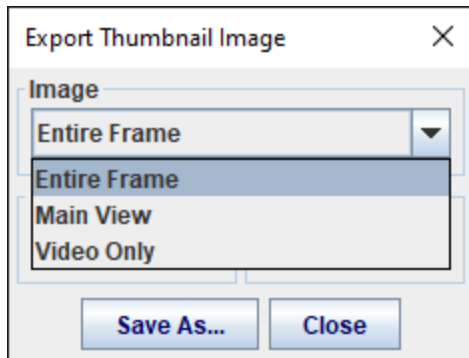 Export Thumbnail Image
Image
Entire Frame
Entire Frame
Main View
Video Only
Save As...
Close